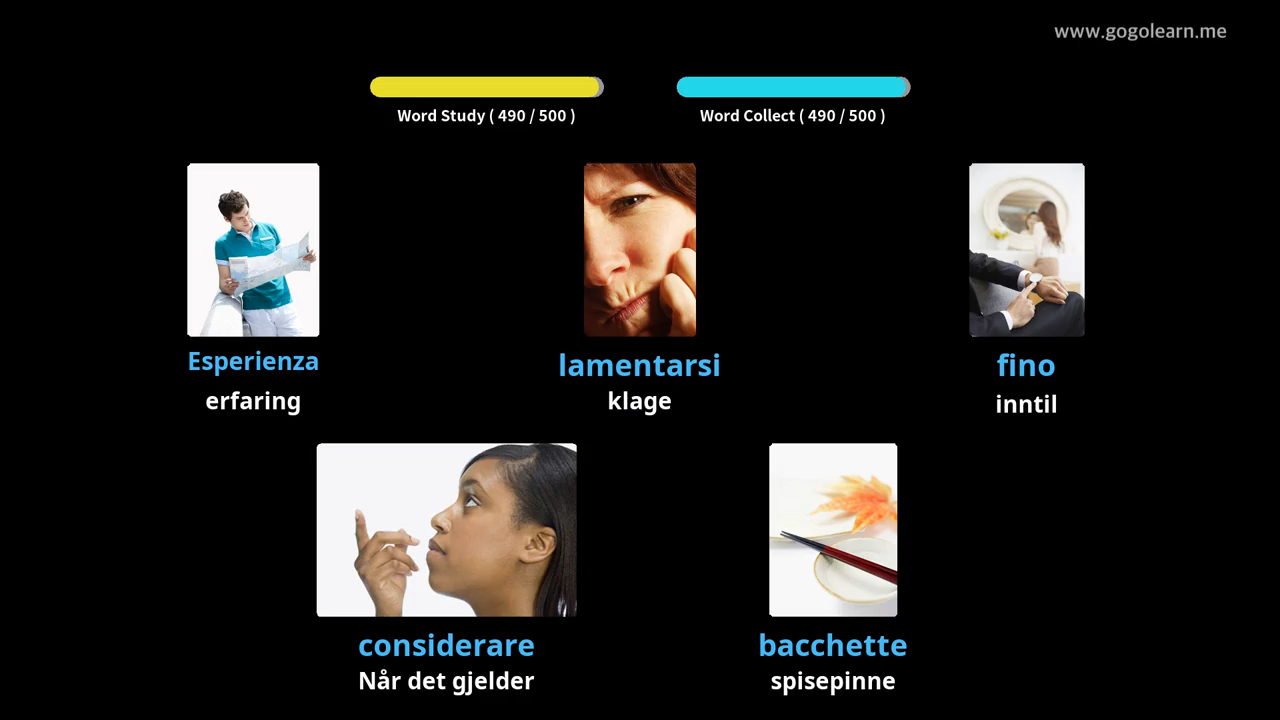 www.gogolearn.me
Word Study ( 490 / 500 )
Word Collect ( 490 / 500 )
Esperienza
erfaring
lamentarsi
klage
fino
inntil
considerare
Når det gjelder
bacchette
spisepinne